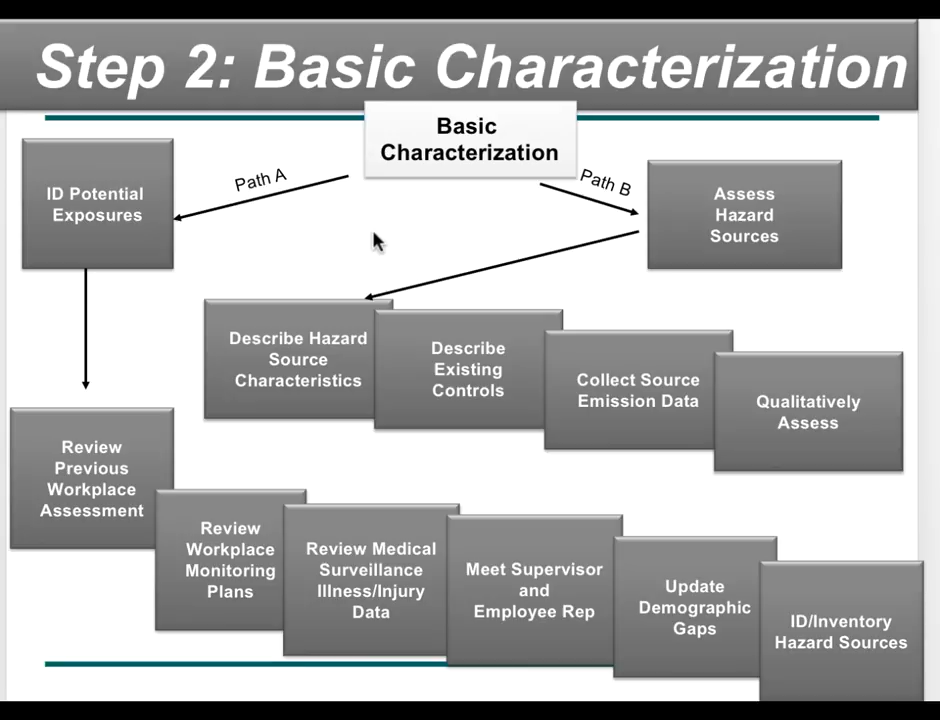 Step 2: Basic Characterization
Basic
Characterization
Path A
Path B
ID Potential
Exposures
Assess
Hazard
Sources
Describe Hazard
Source
Characteristics
Describe
Existing
Controls
Collect Source
Emission Data
Qualitatively
Assess
Review
Previous
Workplace
Assessment
Review
Workplace
Monitoring
Plans
Review Medical
Surveillance
Illness/Injury
Data
Meet Supervisor
and
Employee Rep
Update
Demographic
Gaps
ID/Inventory
Hazard Sources